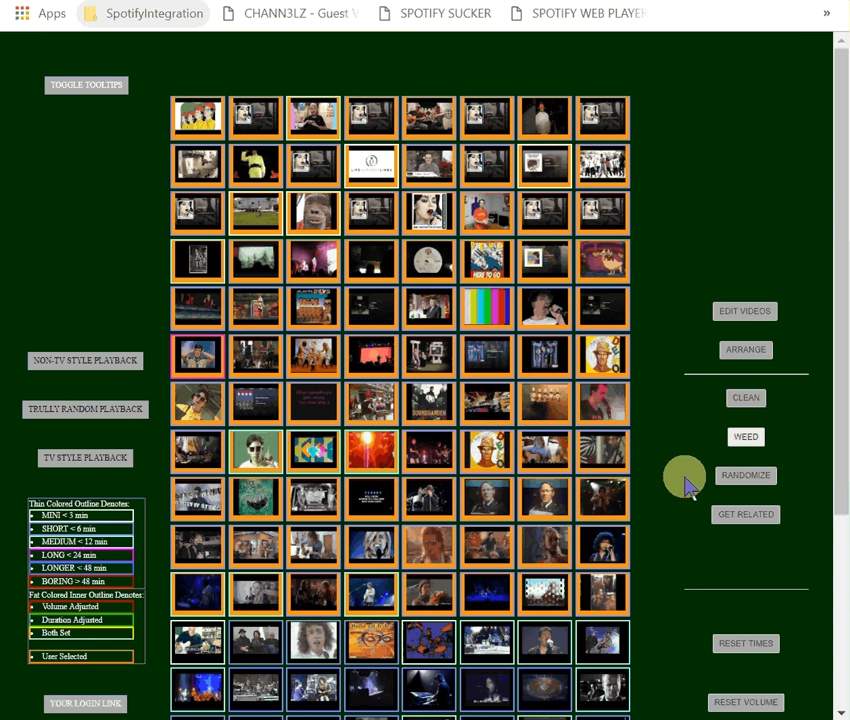 Apps
SpotifyIntegration
CHANN3LZ - Guest V
SPOTIFY SUCKER
SPOTIFY WEB PLAYER
»
TOGGLE TOOLTIPS
EDIT VIDEOS
ARRANGE
NON-TV STYLE PLAYBACK
CLEAN
TRULLY RANDOM PLAYBACK
WEED
TV STYLE PLAYBACK
RANDOMIZE
GET RELATED
Thin Colored Outline Denotes:
MINI < 3 min
SHORT < 6 min
MEDIUM < 12 min
LONG < 24 min
LONGER < 48 min
BORING > 48 min
Fat Colored Inner Outline Denotes:
Volume Adjusted
Duration Adjusted
Both Set
User Selected
RESET TIMES
YOUR LOGIN LINK
RESET VOLUME
SOUNDGARDEN